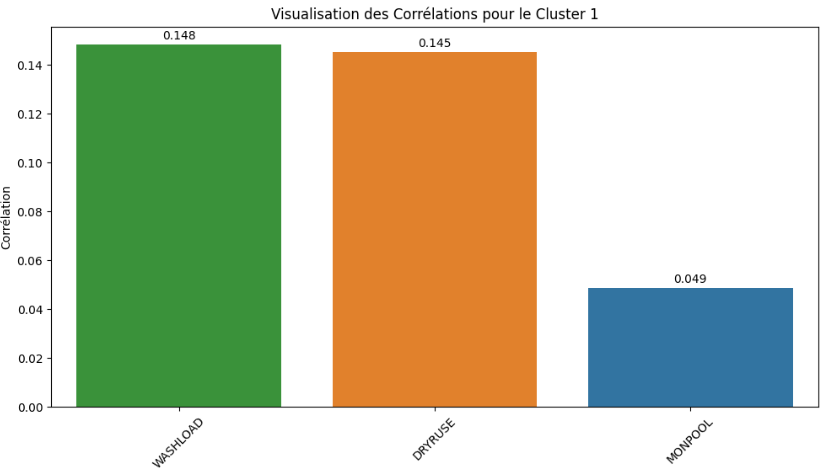 Visualisation des Corrélations pour le Cluster 1
0.148
0.145
0.049
0.14
0.12
0.10
0.08
0.06
0.04
0.02
0.00
Corrélation
WASHLOAD
DRYRUSE
MONPOOL